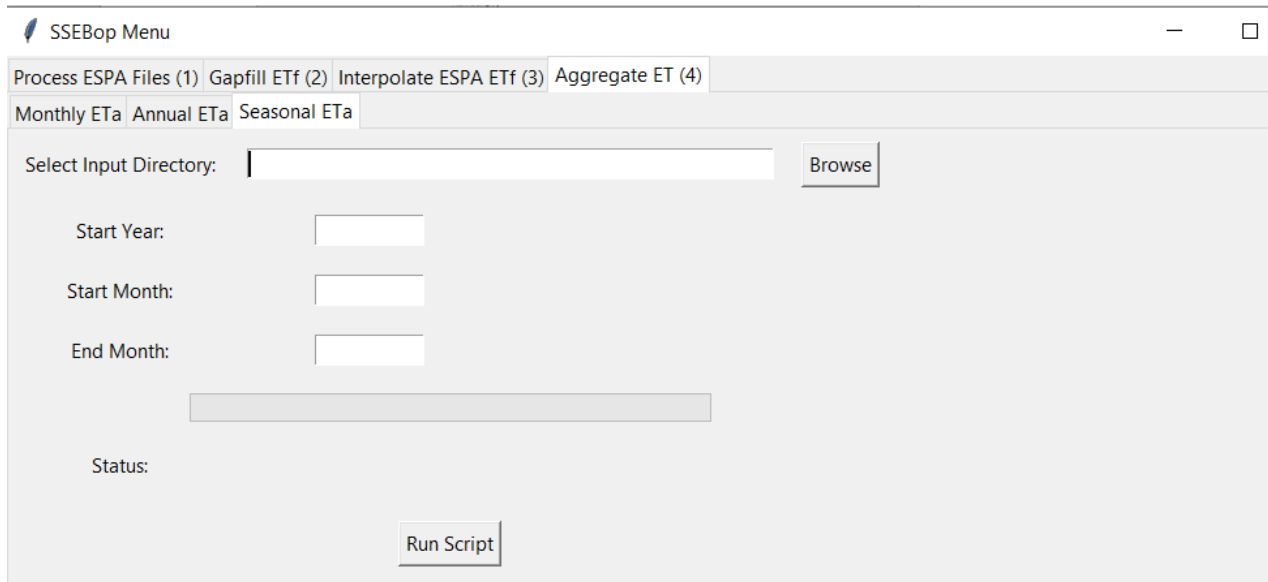 SSEBop Menu
Process ESPA Files (1) Gapfill ETf (2) Interpolate ESPA ETf (3) Aggregate ET (4)
Monthly ETa Annual ETa Seasonal ETa
Select Input Directory: Browse
Start Year:
Start Month:
End Month:
Status:
Run Script